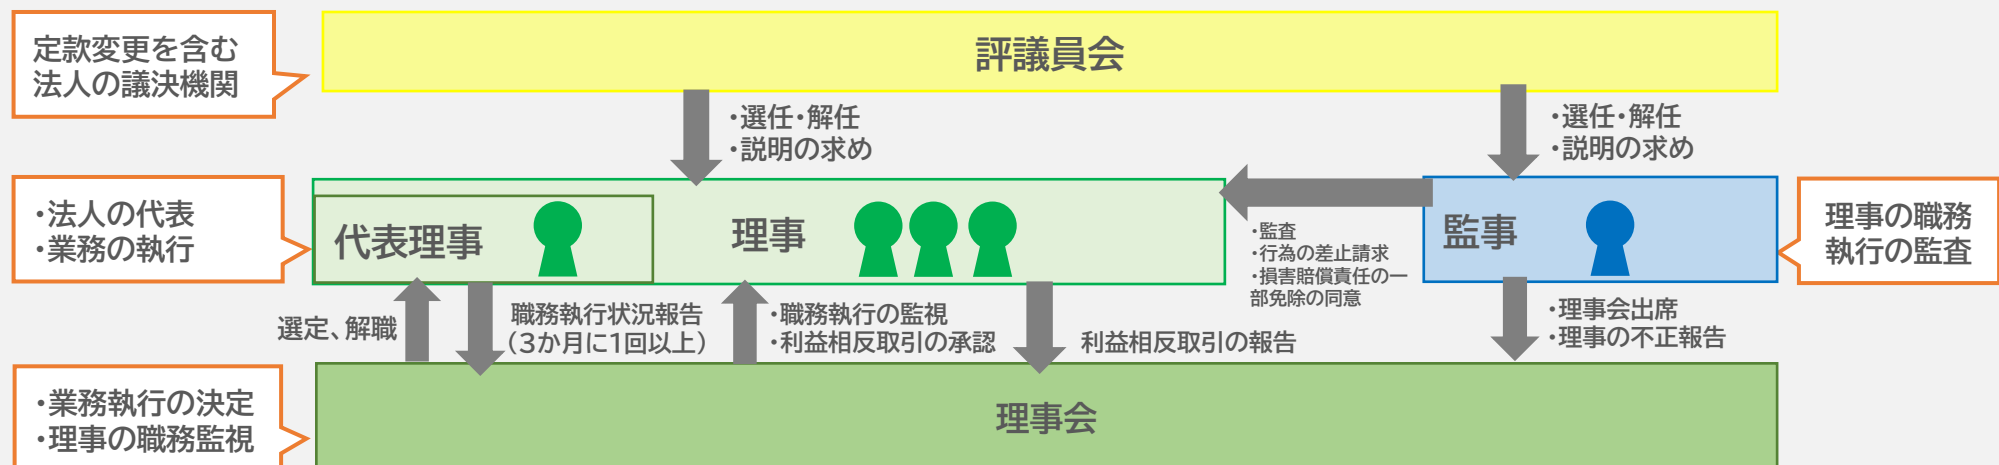 定款変更を含む
法人の議決機関
評議員会
・選任・解任
・説明の求め
・選任・解任
・説明の求め
・法人の代表
・業務の執行
代表理事
理事
・監査
・行為の差止請求
・損害賠償責任の一
部免除の同意
監事
理事の職務
執行の監査
選定、解職
職務執行状況報告
（3か月に1回以上）
・職務執行の監視
・利益相反取引の承認
利益相反取引の報告
・理事会出席
・理事の不正報告
・業務執行の決定
・理事の職務監視
理事会